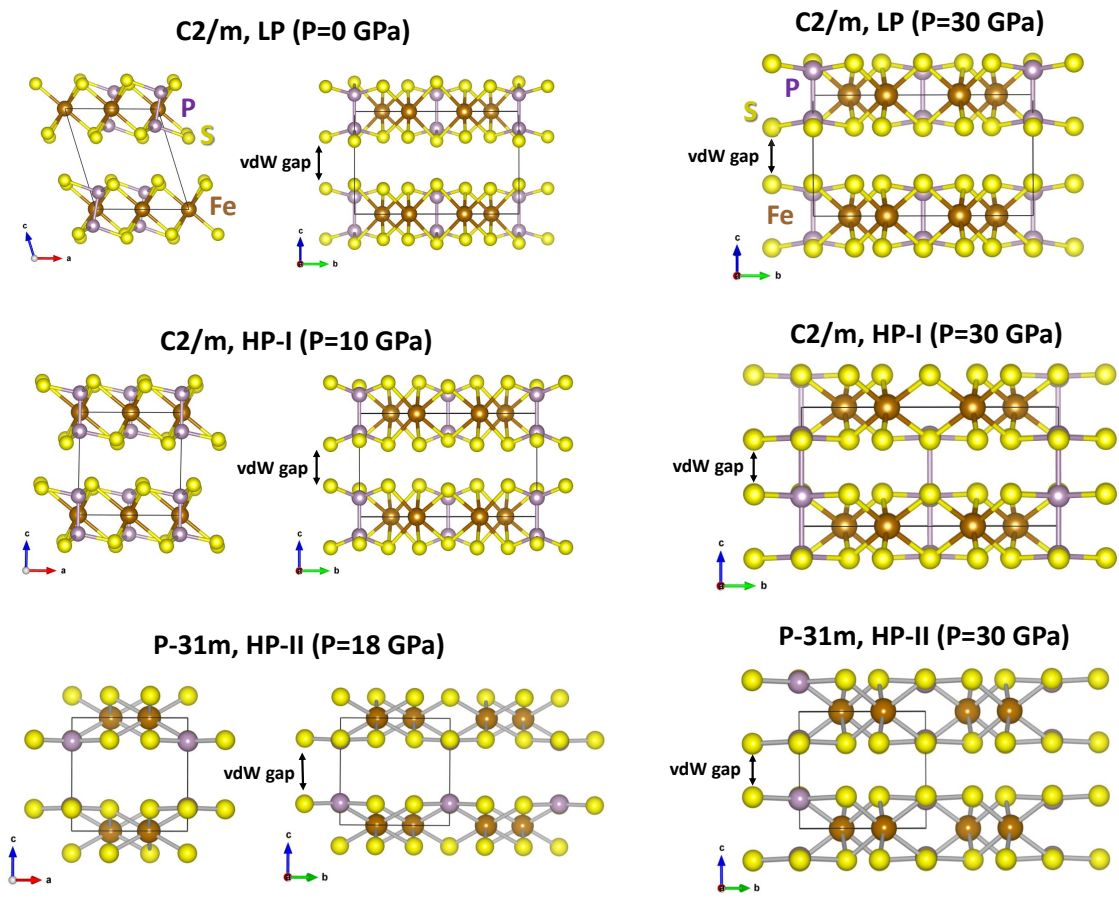 C2/m, LP (P=0 GPa)
C2/m, LP (P=30 GPa)
P
S
Fe
vdW gap
c
a
c
b
P
S
Fe
vdW gap
c
b
C2/m, HP-I (P=10 GPa)
C2/m, HP-I (P=30 GPa)
vdW gap
c
a
c
b
vdW gap
c
b
P-31m, HP-II (P=18 GPa)
P-31m, HP-II (P=30 GPa)
vdW gap
c
a
c
b
vdW gap
c
b